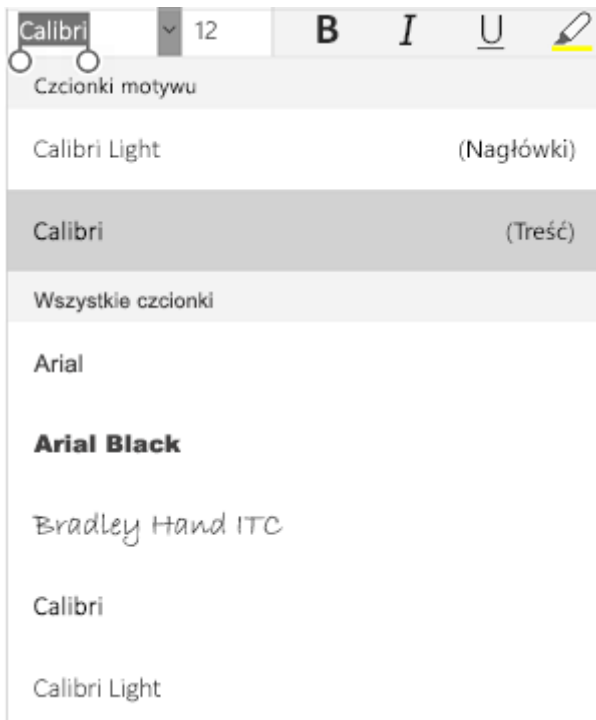 Calibri 12 B I U
Czcionki motywu
Calibri Light (Nagłówki)
Calibri (Treść)
Wszystkie czcionki
Arial
Arial Black
Bradley Hand ITC
Calibri
Calibri Light